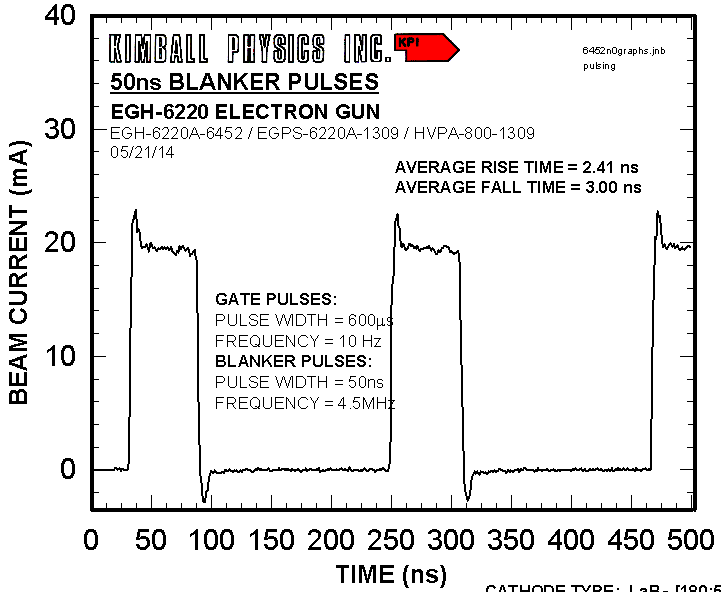 40
KIMBALL PHYSICS INC. KPI
6452n0graphs.jnb
pulsing
50ns BLANKER PULSES
EGH-6220 ELECTRON GUN
30
EGH-6220A-6452 / EGPS-6220A-1309 / HVPA-800-1309
05/21/14
AVERAGE RISE TIME = 2.41 ns
AVERAGE FALL TIME = 3.00 ns
BEAM CURRENT (mA)
20
GATE PULSES:
PULSE WIDTH = 600µs
FREQUENCY = 10 Hz
10
BLANKER PULSES:
PULSE WIDTH = 50ns
FREQUENCY = 4.5MHz
0
0 50 100 150 200 250 300 350 400 450 500
TIME (ns)
CATHODE TYPE: